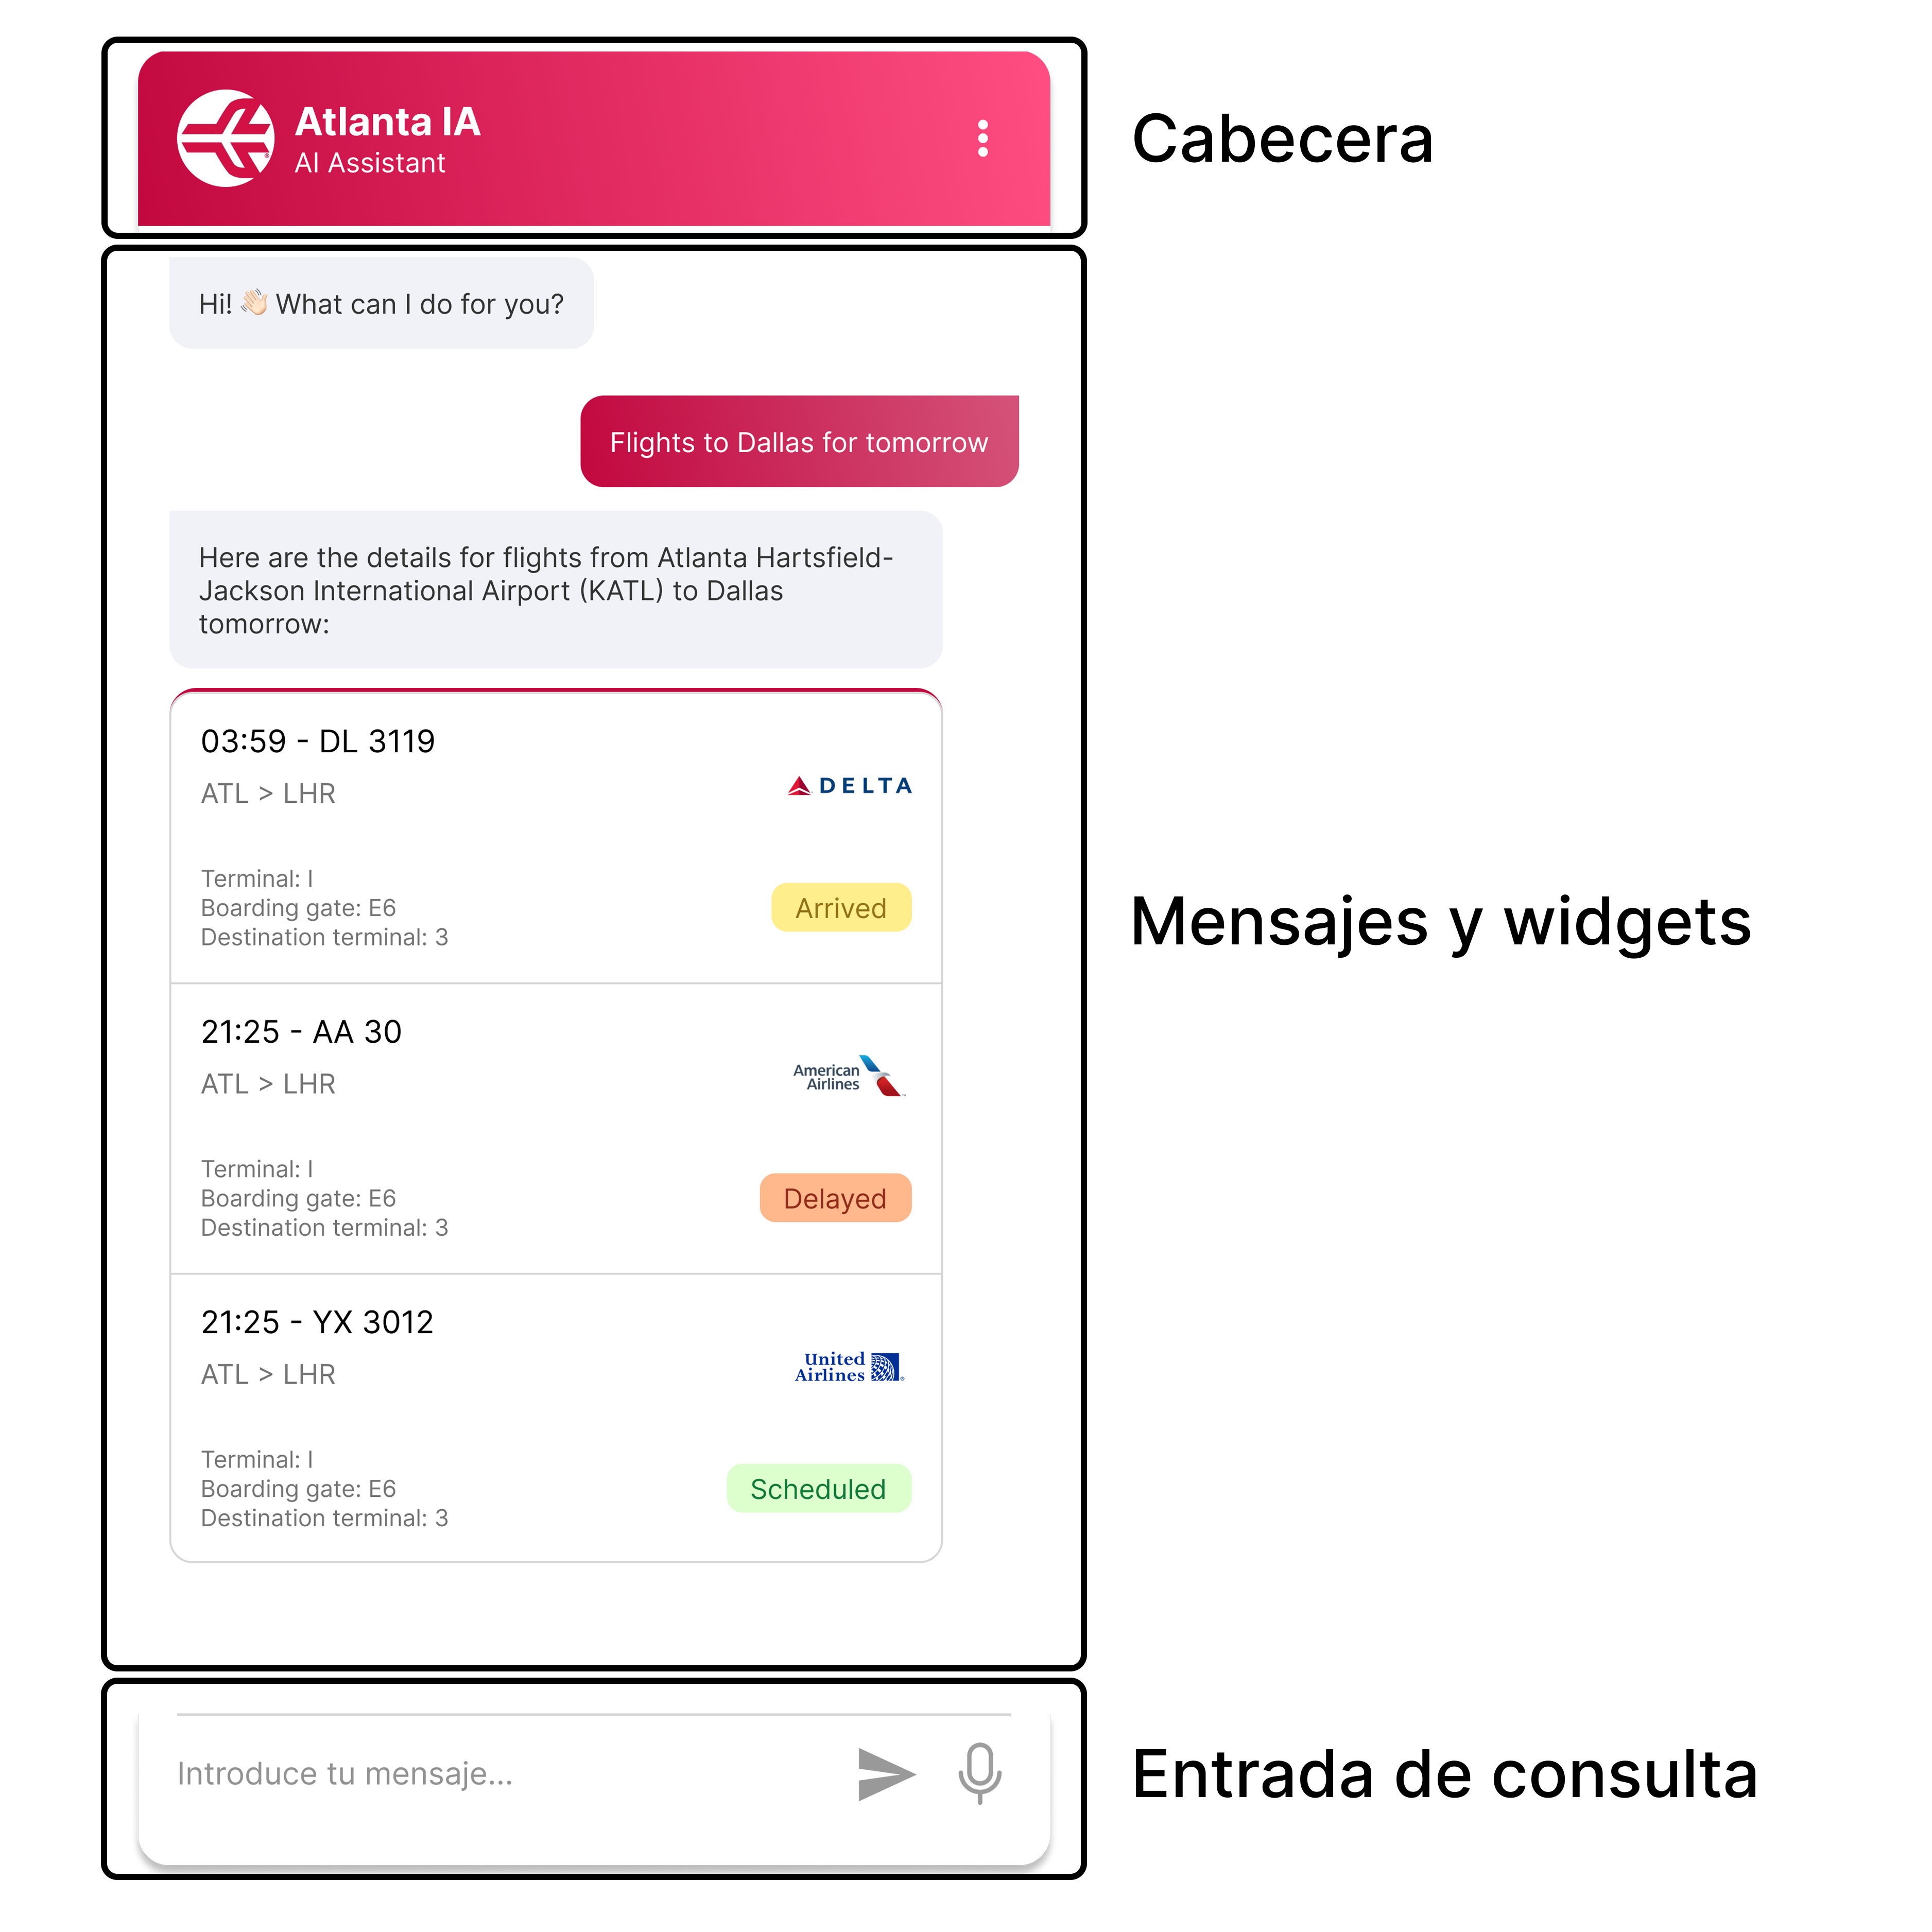 Atlanta IA
AI Assistant
Cabecera
Hi! 👋🏻 What can I do for you?
Flights to Dallas for tomorrow
Here are the details for flights from Atlanta Hartsfield-
Jackson International Airport (KATL) to Dallas
tomorrow:
03:59 - DL 3119
ATL > LHR
DELTA
Terminal: I
Boarding gate: E6
Destination terminal: 3
Arrived
Mensajes y widgets
21:25 - AA 30
ATL > LHR
American
Airlines
Terminal: I
Boarding gate: E6
Destination terminal: 3
Delayed
21:25 - YX 3012
ATL > LHR
United
Airlines
Terminal: I
Boarding gate: E6
Destination terminal: 3
Scheduled
Introduce tu mensaje...
Entrada de consulta